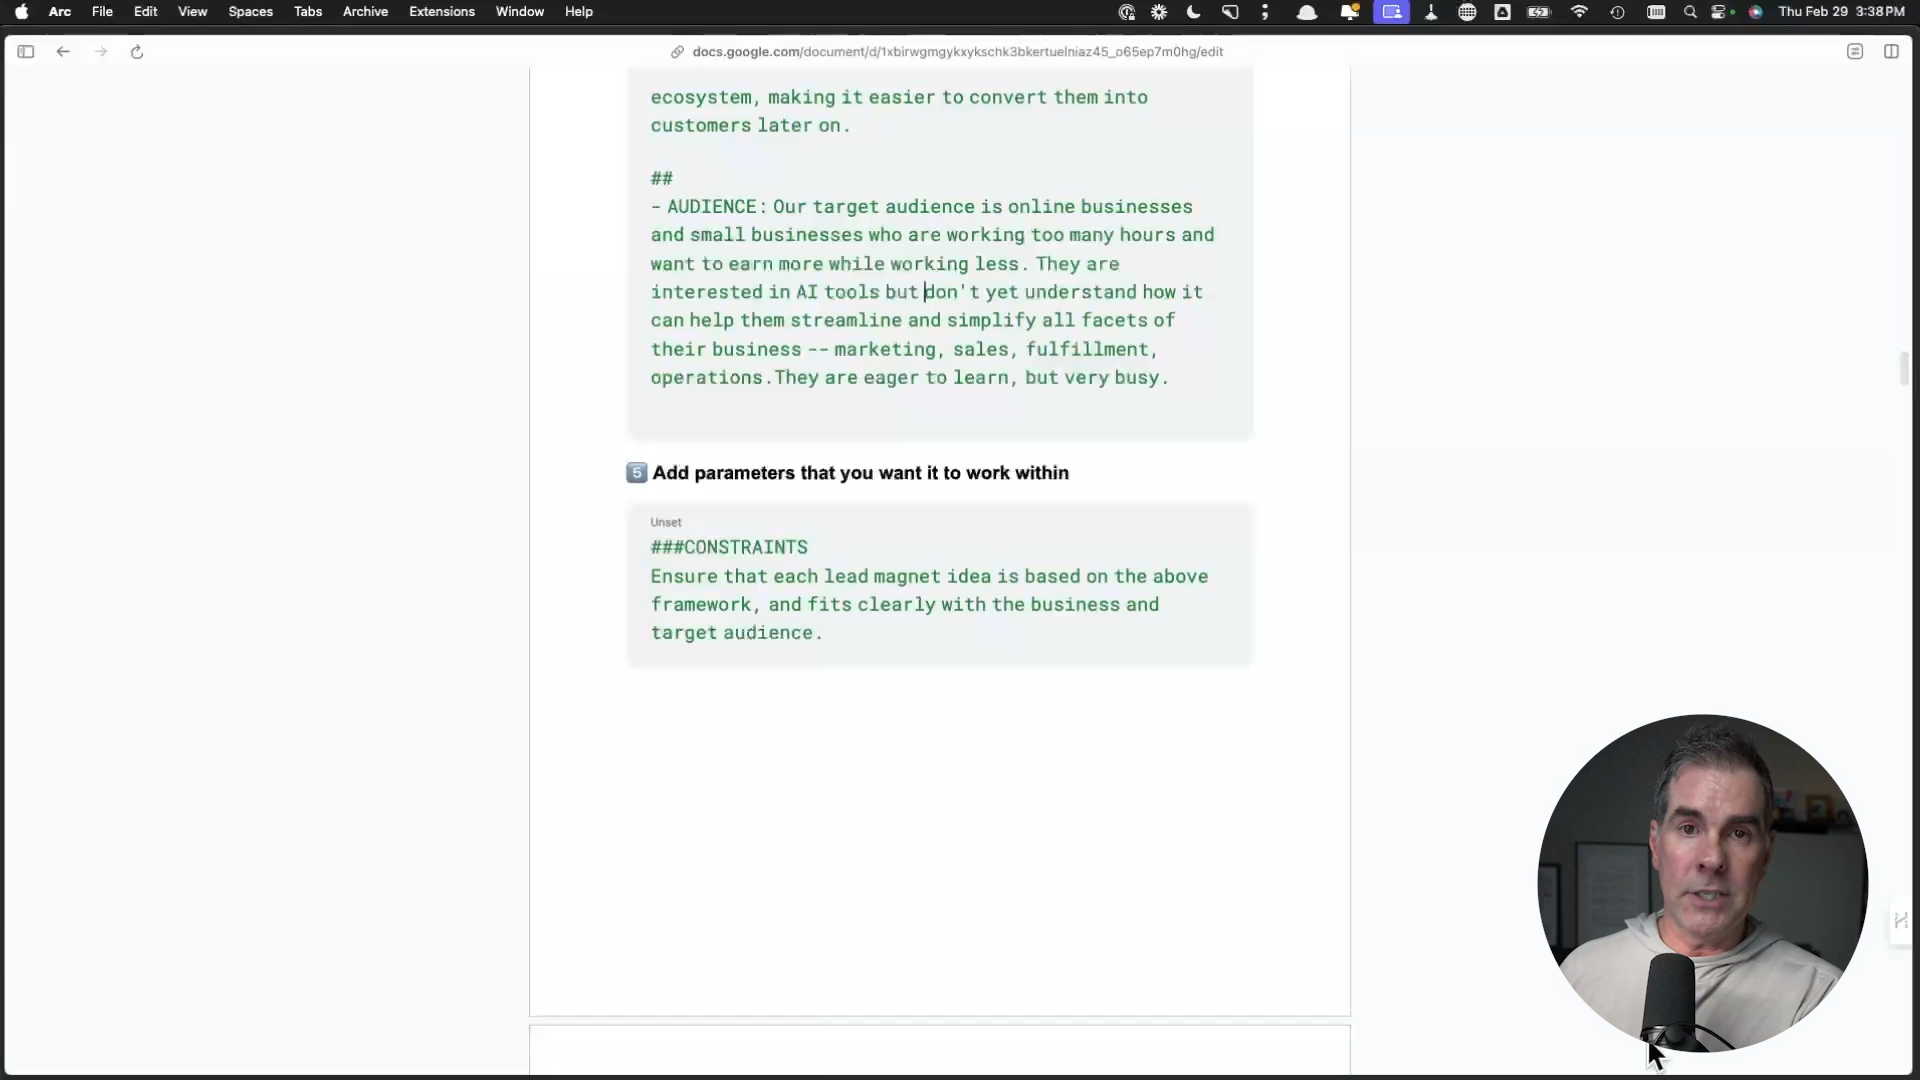 Arc File Edit View Spaces Tabs Archive Extensions Window Help Thu Feb 29 3:38 PM
docs.google.com/document/d/1xbirwgmgykxykschk3bkertuelniaz45_o65ep7m0hg/edit
ecosystem, making it easier to convert them into
customers later on.
##
- AUDIENCE: Our target audience is online businesses
and small businesses who are working too many hours and
want to earn more while working less. They are
interested in AI tools but don't yet understand how it
can help them streamline and simplify all facets of
their business -- marketing, sales, fulfillment,
operations.They are eager to learn, but very busy.
5 Add parameters that you want it to work within
Unset
###CONSTRAINTS
Ensure that each lead magnet idea is based on the above
framework, and fits clearly with the business and
target audience.